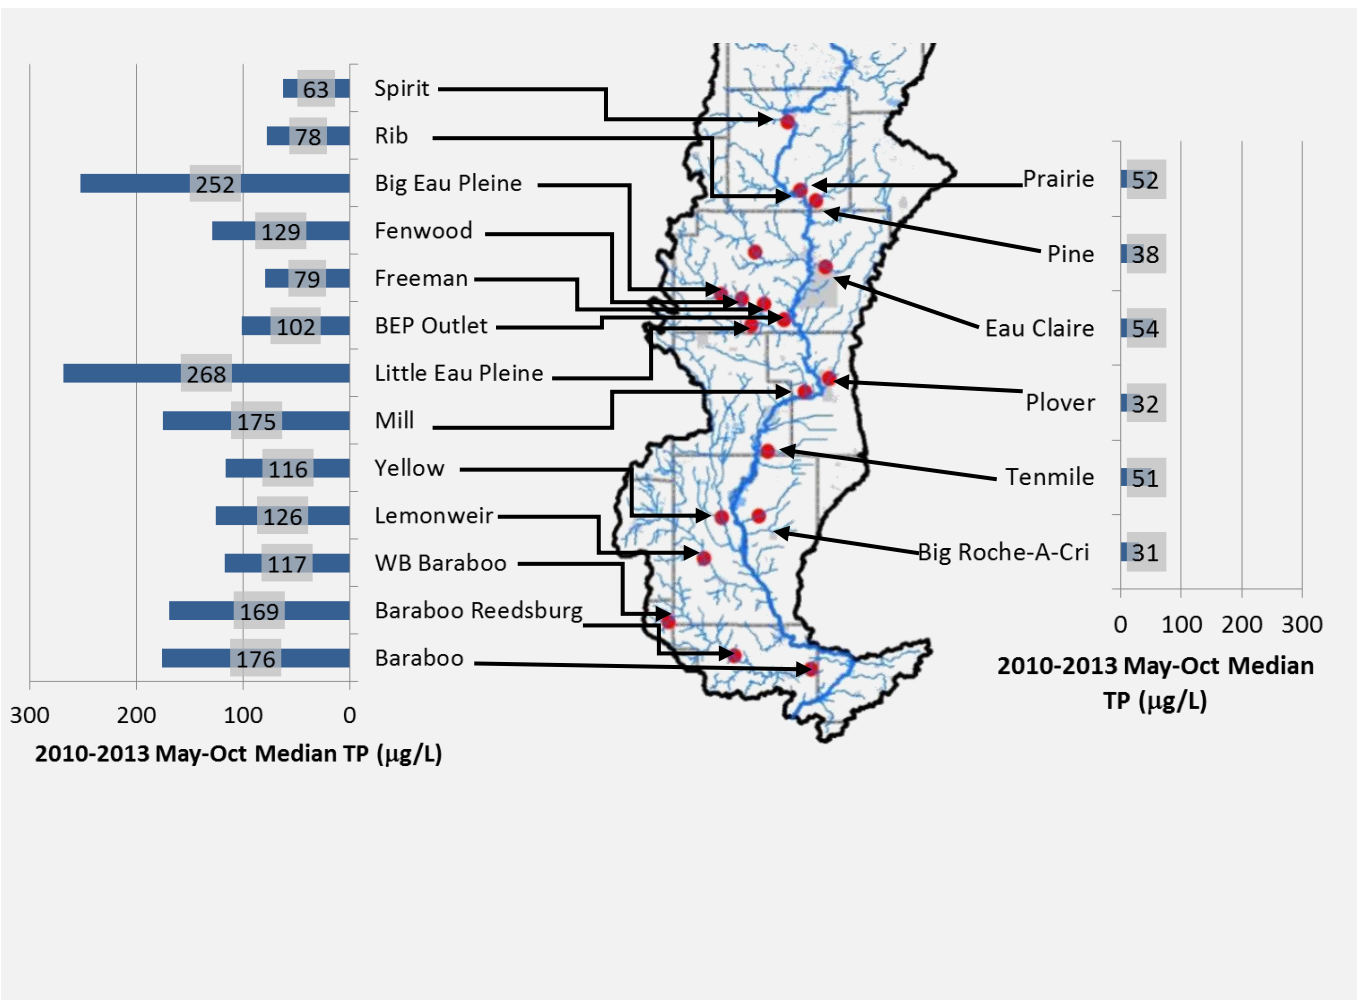 63 Spirit
78 Rib
252 Big Eau Pleine
129 Fenwood
79 Freeman
102 BEP Outlet
268 Little Eau Pleine
175 Mill
116 Yellow
126 Lemonweir
117 WB Baraboo
169 Baraboo Reedsburg
176 Baraboo
300 200 100 0
2010-2013 May-Oct Median TP (µg/L)
Prairie 52
Pine 38
Eau Claire 54
Plover 32
Tenmile 51
Big Roche-A-Cri 31
0 100 200 300
2010-2013 May-Oct Median
TP (µg/L)